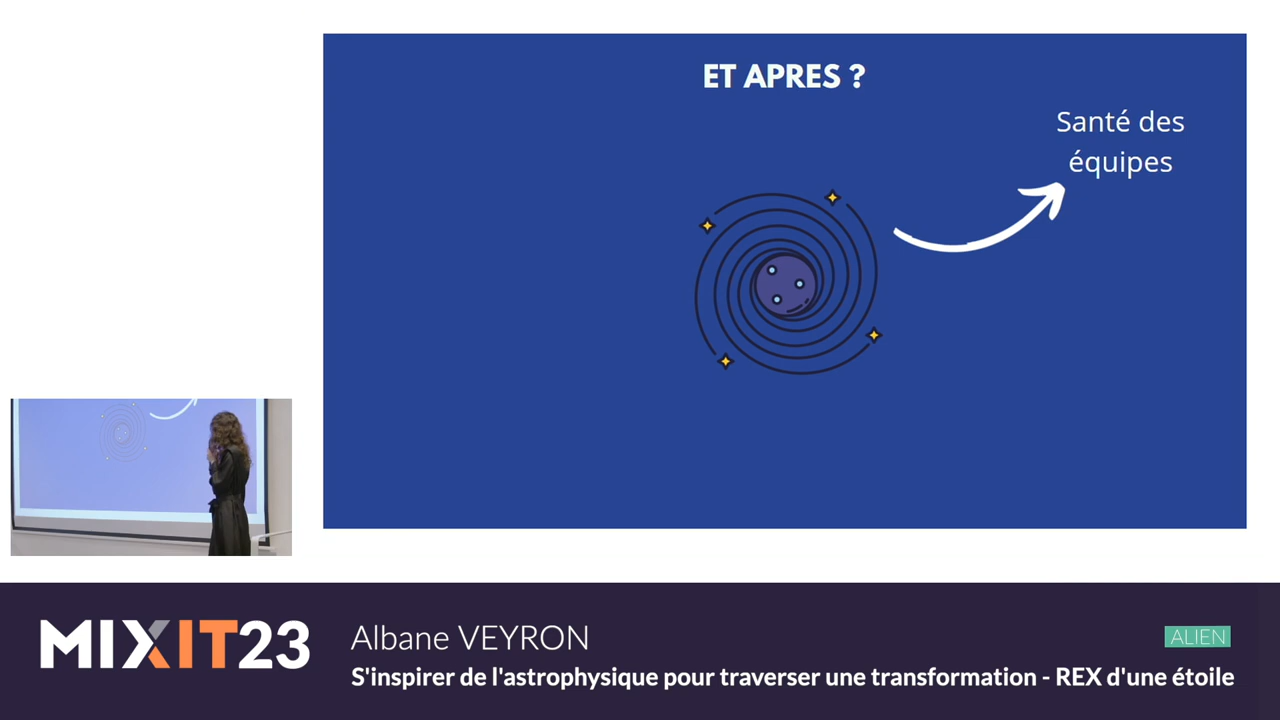 ET APRES ?
Santé des
équipes
MIXIT23
Albane VEYRON
ALIEN
S'inspirer de l'astrophysique pour traverser une transformation - REX d'une étoile